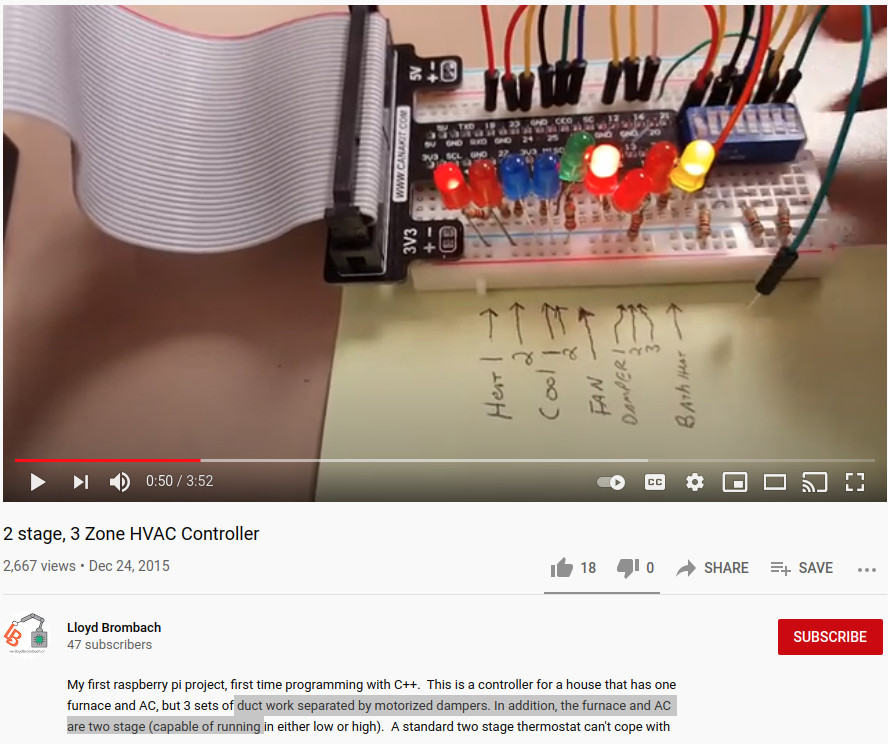 5V
WWW.CANAKIT.COM
5V TXD 18 23 GND CEO SC 12 16 21
5V GND RXD GND 24 25 GND GND 20
3V3 SCL GND 27 3V3 MISO 13
3V3
HEAT 1
2
Cool 1
2
FAN
DAMPER 1
2
3
BATH HEAT
0:50 / 3:52
CC
2 stage, 3 Zone HVAC Controller
2,667 views • Dec 24, 2015
18
0
SHARE
SAVE
Lloyd Brombach
47 subscribers
SUBSCRIBE
My first raspberry pi project, first time programming with C++. This is a controller for a house that has one
furnace and AC, but 3 sets of duct work separated by motorized dampers. In addition, the furnace and AC
are two stage (capable of running in either low or high). A standard two stage thermostat can't cope with